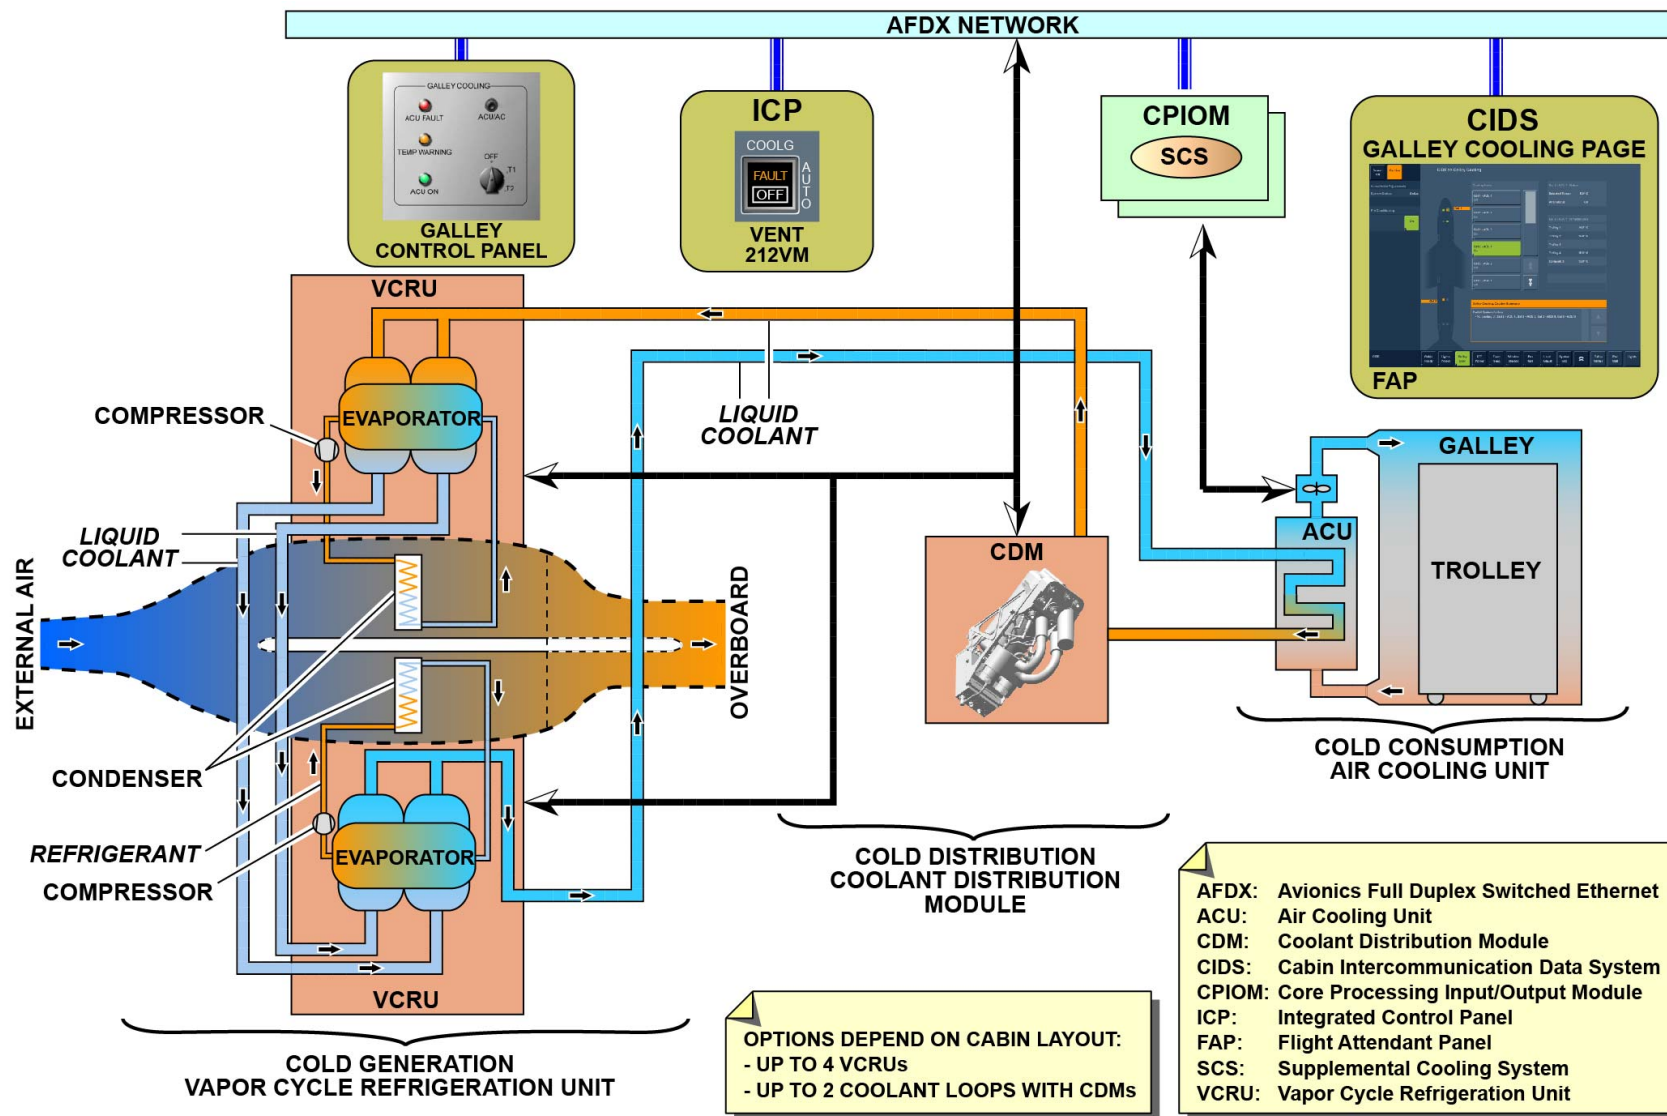 AFDX NETWORK
GALLEY COOLING
ACU FAULT
ACU/AC
TEMP WARNING
OFF
T1
T2
ACU ON
GALLEY
CONTROL PANEL
ICP
COOLG
FAULT
OFF
AUTO
VENT
212VM
CPIOM
SCS
CIDS
GALLEY COOLING PAGE
FAP
VCRU
EVAPORATOR
COMPRESSOR
LIQUID
COOLANT
LIQUID
COOLANT
EXTERNAL AIR
OVERBOARD
CDM
GALLEY
ACU
TROLLEY
CONDENSER
REFRIGERANT
COMPRESSOR
EVAPORATOR
VCRU
COLD CONSUMPTION
AIR COOLING UNIT
COLD DISTRIBUTION
COOLANT DISTRIBUTION
MODULE
COLD GENERATION
VAPOR CYCLE REFRIGERATION UNIT
OPTIONS DEPEND ON CABIN LAYOUT:
- UP TO 4 VCRUs
- UP TO 2 COOLANT LOOPS WITH CDMs
AFDX: Avionics Full Duplex Switched Ethernet
ACU: Air Cooling Unit
CDM: Coolant Distribution Module
CIDS: Cabin Intercommunication Data System
CPIOM: Core Processing Input/Output Module
ICP: Integrated Control Panel
FAP: Flight Attendant Panel
SCS: Supplemental Cooling System
VCRU: Vapor Cycle Refrigeration Unit